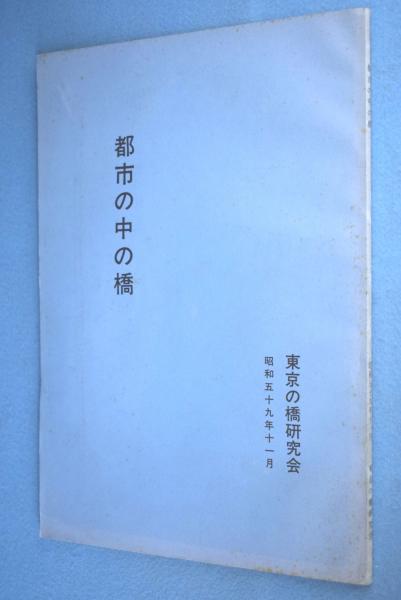 都市の中の橋
東京の橋研究会
昭和五十九年十一月